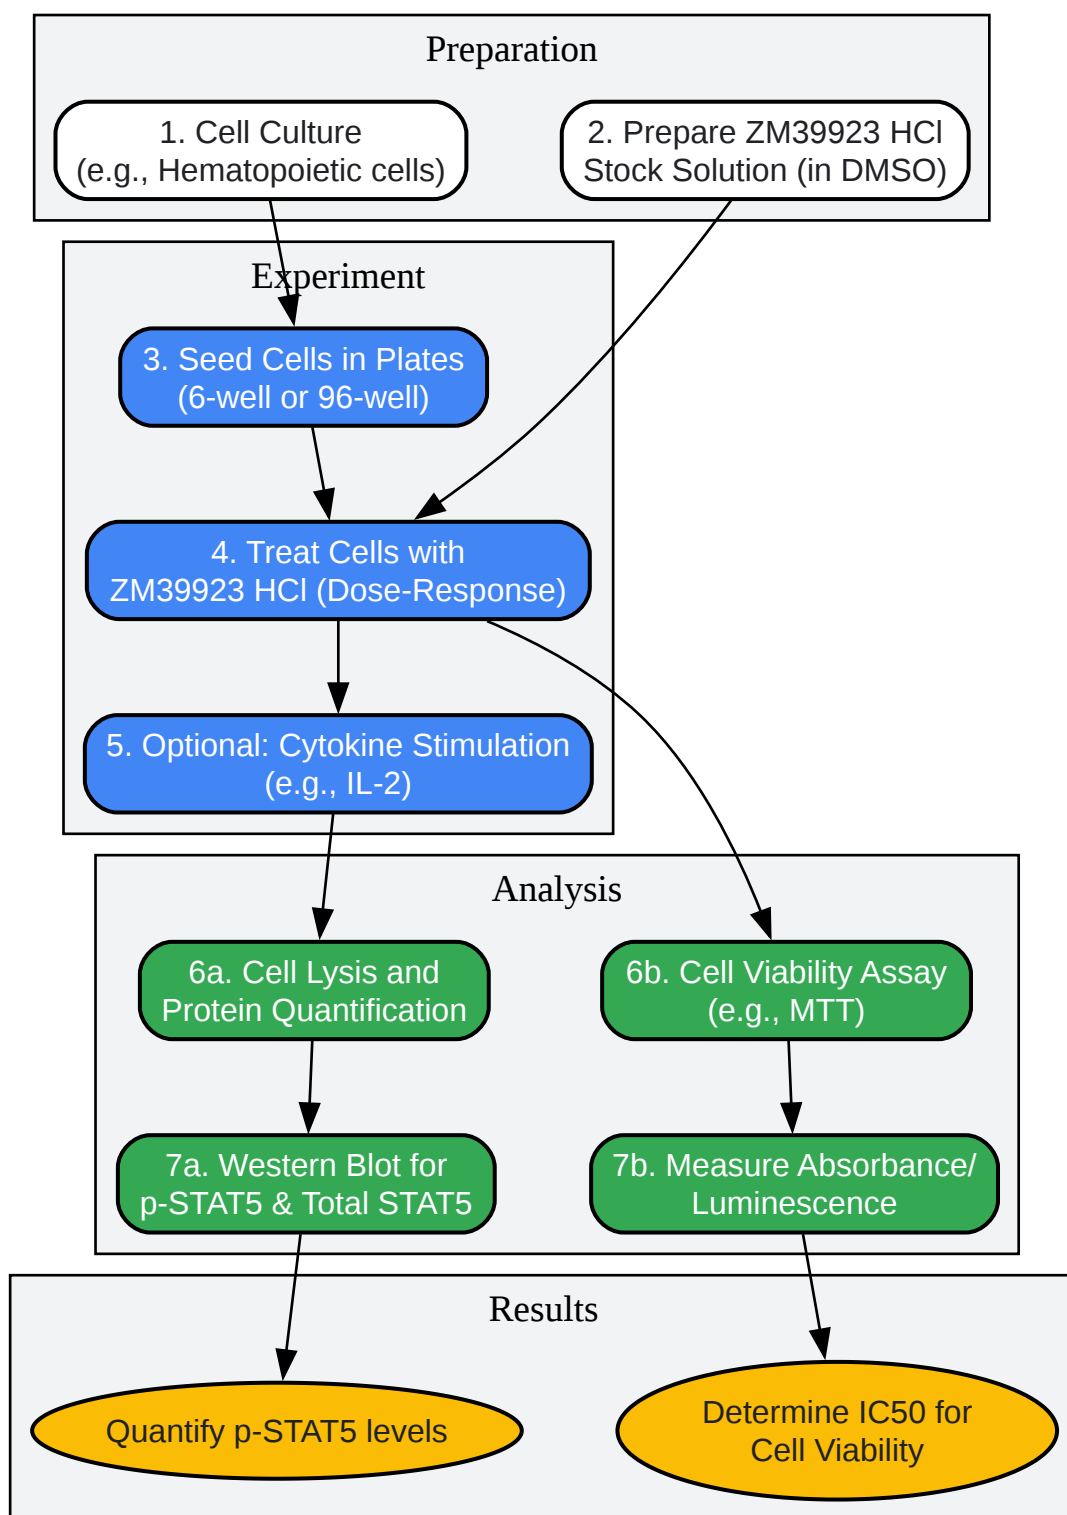 Preparation
1. Cell Culture
(e.g., Hematopoietic cells)
2. Prepare ZM39923 HCl
Stock Solution (in DMSO)
Experiment
3. Seed Cells in Plates
(6-well or 96-well)
4. Treat Cells with
ZM39923 HCl (Dose-Response)
5. Optional: Cytokine Stimulation
(e.g., IL-2)
Analysis
6a. Cell Lysis and
Protein Quantification
6b. Cell Viability Assay
(e.g., MTT)
7a. Western Blot for
p-STAT5 & Total STAT5
7b. Measure Absorbance/
Luminescence
Results
Quantify p-STAT5 levels
Determine IC50 for
Cell Viability